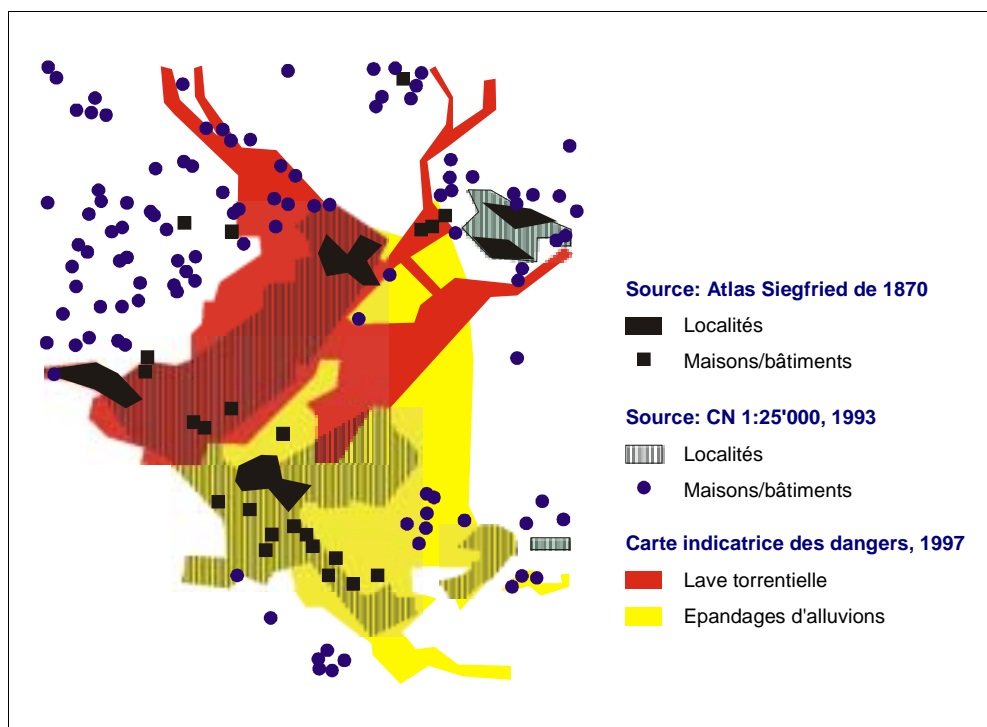 Source: Atlas Siegfried de 1870
Localités
Maisons/bâtiments
Source: CN 1:25'000, 1993
Localités
Maisons/bâtiments
Carte indicatrice des dangers, 1997
Lave torrentielle
Epandages d'alluvions